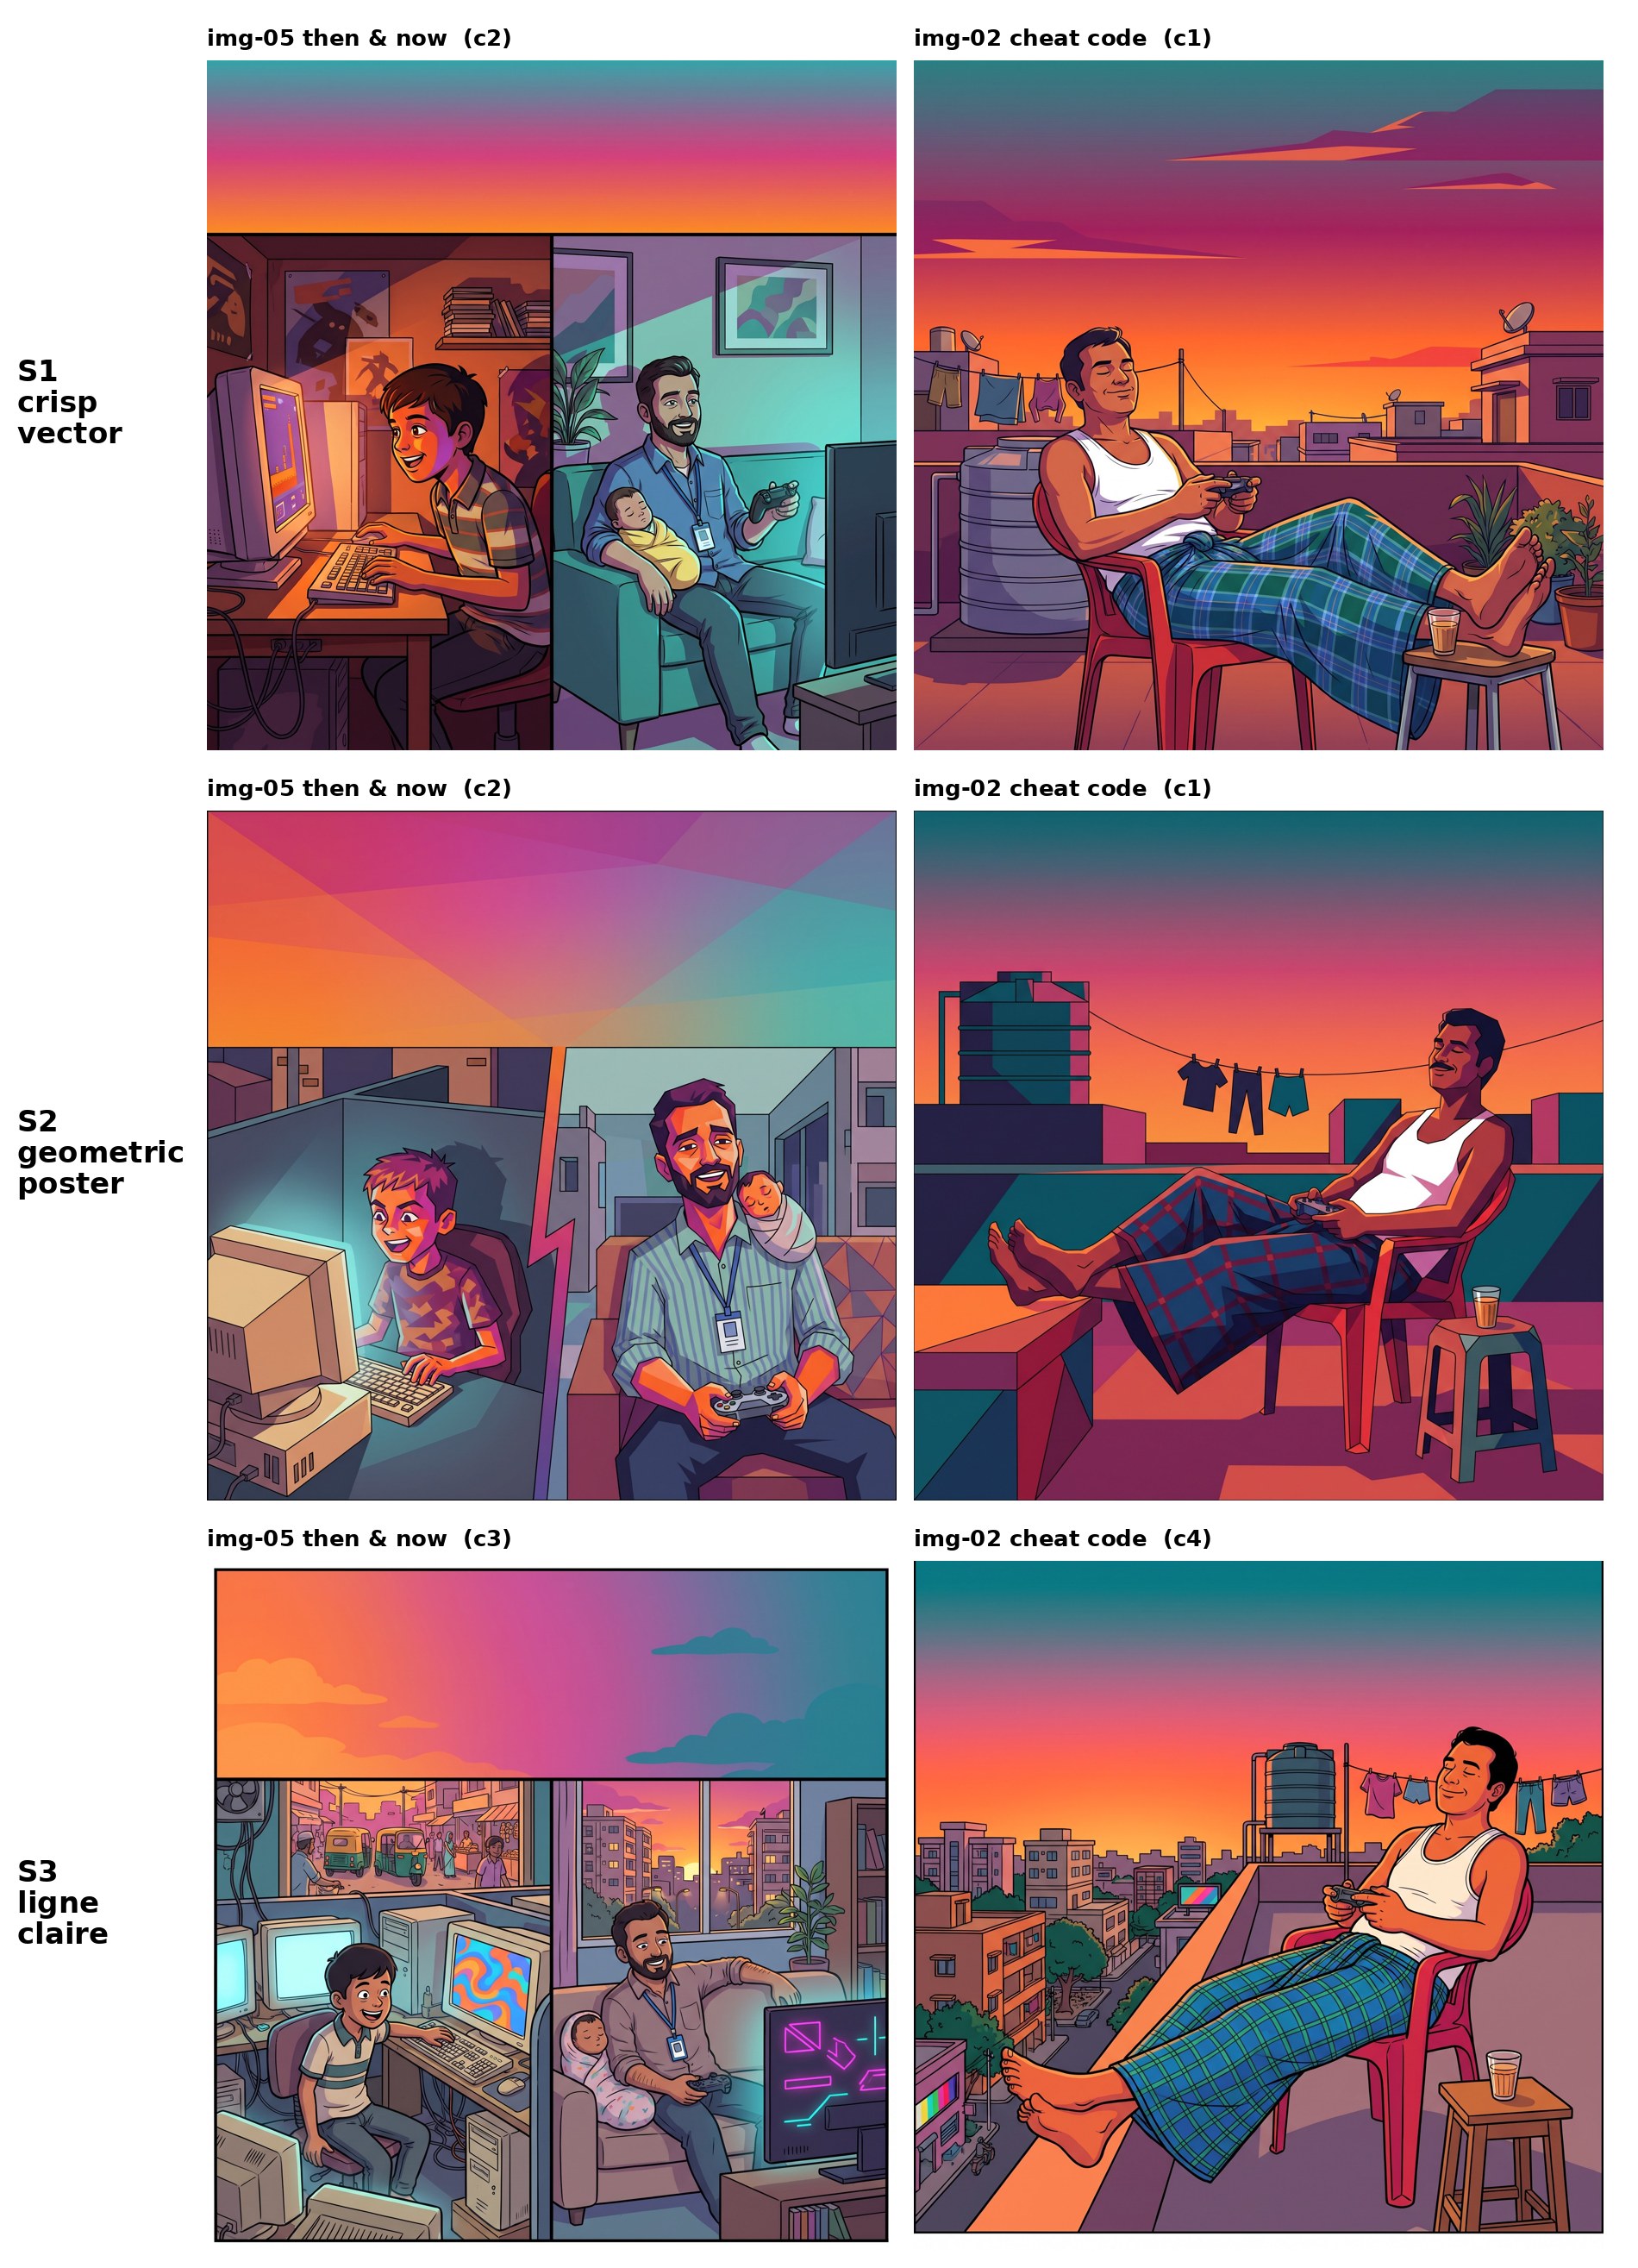 img-05 then & now (c2)
img-02 cheat code (c1)
S1
crisp
vector
img-05 then & now (c2)
img-02 cheat code (c1)
S2
geometric
poster
img-05 then & now (c3)
img-02 cheat code (c4)
S3
ligne
claire